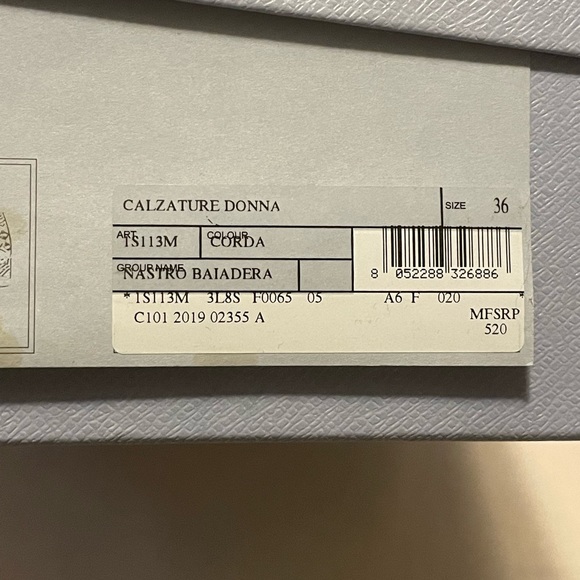 CALZATURE DONNA
SIZE 36
ART. COLOUR
1S113M CORDA
GROUP NAME
NASTRO BAIADERA
8 052288 326886
* 1S113M 3L8S F0065 05 A6 F 020 *
C101 2019 02355 A
MFSRP
520